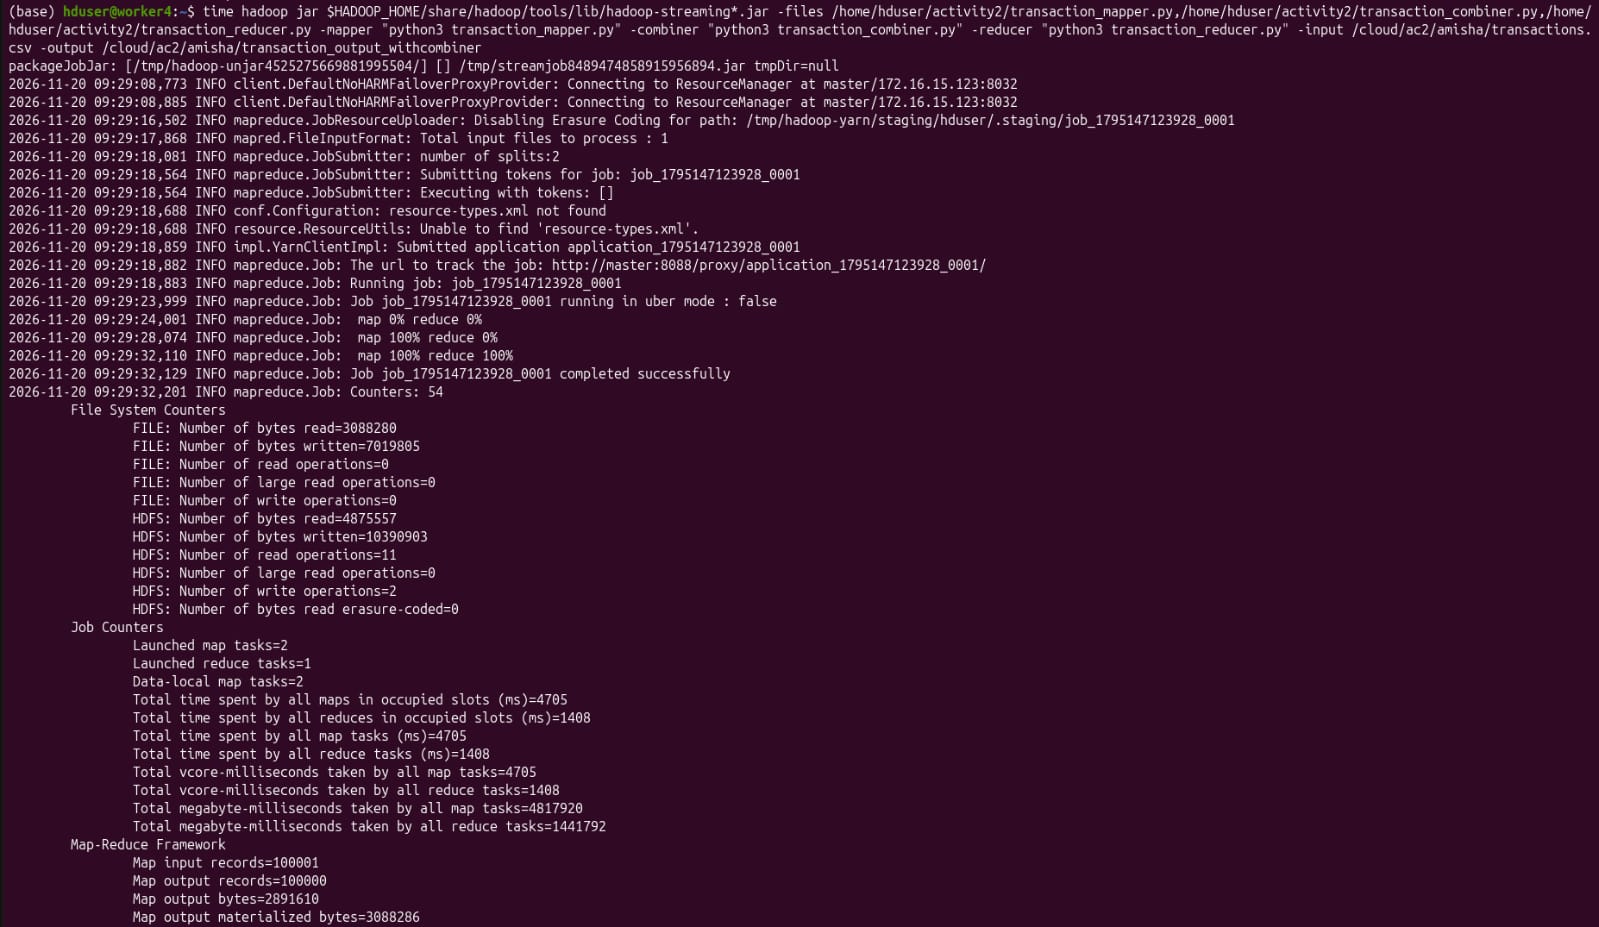 (base) hduser@worker4:~$ time hadoop jar $HADOOP_HOME/share/hadoop/tools/lib/hadoop-streaming*.jar -files /home/hduser/activity2/transaction_mapper.py,/home/hduser/activity2/transaction_combiner.py,/home/
hduser/activity2/transaction_reducer.py -mapper "python3 transaction_mapper.py" -combiner "python3 transaction_combiner.py" -reducer "python3 transaction_reducer.py" -input /cloud/ac2/amisha/transactions.
csv -output /cloud/ac2/amisha/transaction_output_withcombiner
packageJobJar: [/tmp/hadoop-unjar4525275669881995504/] [] /tmp/streamjob8489474858915956894.jar tmpDir=null
2026-11-20 09:29:08,773 INFO client.DefaultNoHARMFailoverProxyProvider: Connecting to ResourceManager at master/172.16.15.123:8032
2026-11-20 09:29:08,885 INFO client.DefaultNoHARMFailoverProxyProvider: Connecting to ResourceManager at master/172.16.15.123:8032
2026-11-20 09:29:16,502 INFO mapreduce.JobResourceUploader: Disabling Erasure Coding for path: /tmp/hadoop-yarn/staging/hduser/.staging/job_1795147123928_0001
2026-11-20 09:29:17,868 INFO mapred.FileInputFormat: Total input files to process : 1
2026-11-20 09:29:18,081 INFO mapreduce.JobSubmitter: number of splits:2
2026-11-20 09:29:18,564 INFO mapreduce.JobSubmitter: Submitting tokens for job: job_1795147123928_0001
2026-11-20 09:29:18,564 INFO mapreduce.JobSubmitter: Executing with tokens: []
2026-11-20 09:29:18,688 INFO conf.Configuration: resource-types.xml not found
2026-11-20 09:29:18,688 INFO resource.ResourceUtils: Unable to find 'resource-types.xml'.
2026-11-20 09:29:18,859 INFO impl.YarnClientImpl: Submitted application application_1795147123928_0001
2026-11-20 09:29:18,882 INFO mapreduce.Job: The url to track the job: http://master:8088/proxy/application_1795147123928_0001/
2026-11-20 09:29:18,883 INFO mapreduce.Job: Running job: job_1795147123928_0001
2026-11-20 09:29:23,999 INFO mapreduce.Job: Job job_1795147123928_0001 running in uber mode : false
2026-11-20 09:29:24,001 INFO mapreduce.Job:  map 0% reduce 0%
2026-11-20 09:29:28,074 INFO mapreduce.Job:  map 100% reduce 0%
2026-11-20 09:29:32,110 INFO mapreduce.Job:  map 100% reduce 100%
2026-11-20 09:29:32,129 INFO mapreduce.Job: Job job_1795147123928_0001 completed successfully
2026-11-20 09:29:32,201 INFO mapreduce.Job: Counters: 54
File System Counters
FILE: Number of bytes read=3088280
FILE: Number of bytes written=7019805
FILE: Number of read operations=0
FILE: Number of large read operations=0
FILE: Number of write operations=0
HDFS: Number of bytes read=4875557
HDFS: Number of bytes written=10390903
HDFS: Number of read operations=11
HDFS: Number of large read operations=0
HDFS: Number of write operations=2
HDFS: Number of bytes read erasure-coded=0
Job Counters
Launched map tasks=2
Launched reduce tasks=1
Data-local map tasks=2
Total time spent by all maps in occupied slots (ms)=4705
Total time spent by all reduces in occupied slots (ms)=1408
Total time spent by all map tasks (ms)=4705
Total time spent by all reduce tasks (ms)=1408
Total vcore-milliseconds taken by all map tasks=4705
Total vcore-milliseconds taken by all reduce tasks=1408
Total megabyte-milliseconds taken by all map tasks=4817920
Total megabyte-milliseconds taken by all reduce tasks=1441792
Map-Reduce Framework
Map input records=100001
Map output records=100000
Map output bytes=2891610
Map output materialized bytes=3088286